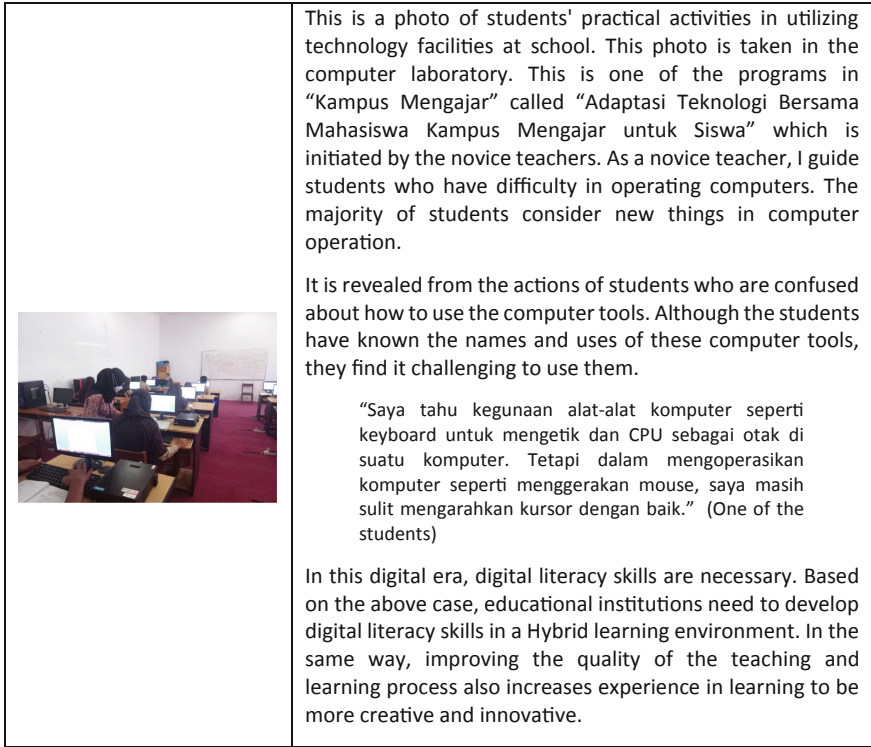 This is a photo of students' practical activities in utilizing
technology facilities at school. This photo is taken in the
computer laboratory. This is one of the programs in
“Kampus Mengajar” called “Adaptasi Teknologi Bersama
Mahasiswa Kampus Mengajar untuk Siswa” which is
initiated by the novice teachers. As a novice teacher, I guide
students who have difficulty in operating computers. The
majority of students consider new things in computer
operation.
It is revealed from the actions of students who are confused
about how to use the computer tools. Although the students
have known the names and uses of these computer tools,
they find it challenging to use them.
“Saya tahu kegunaan alat-alat komputer seperti
keyboard untuk mengetik dan CPU sebagai otak di
suatu komputer. Tetapi dalam mengoperasikan
komputer seperti menggerakan mouse, saya masih
sulit mengarahkan kursor dengan baik.” (One of the
students)
In this digital era, digital literacy skills are necessary. Based
on the above case, educational institutions need to develop
digital literacy skills in a Hybrid learning environment. In the
same way, improving the quality of the teaching and
learning process also increases experience in learning to be
more creative and innovative.